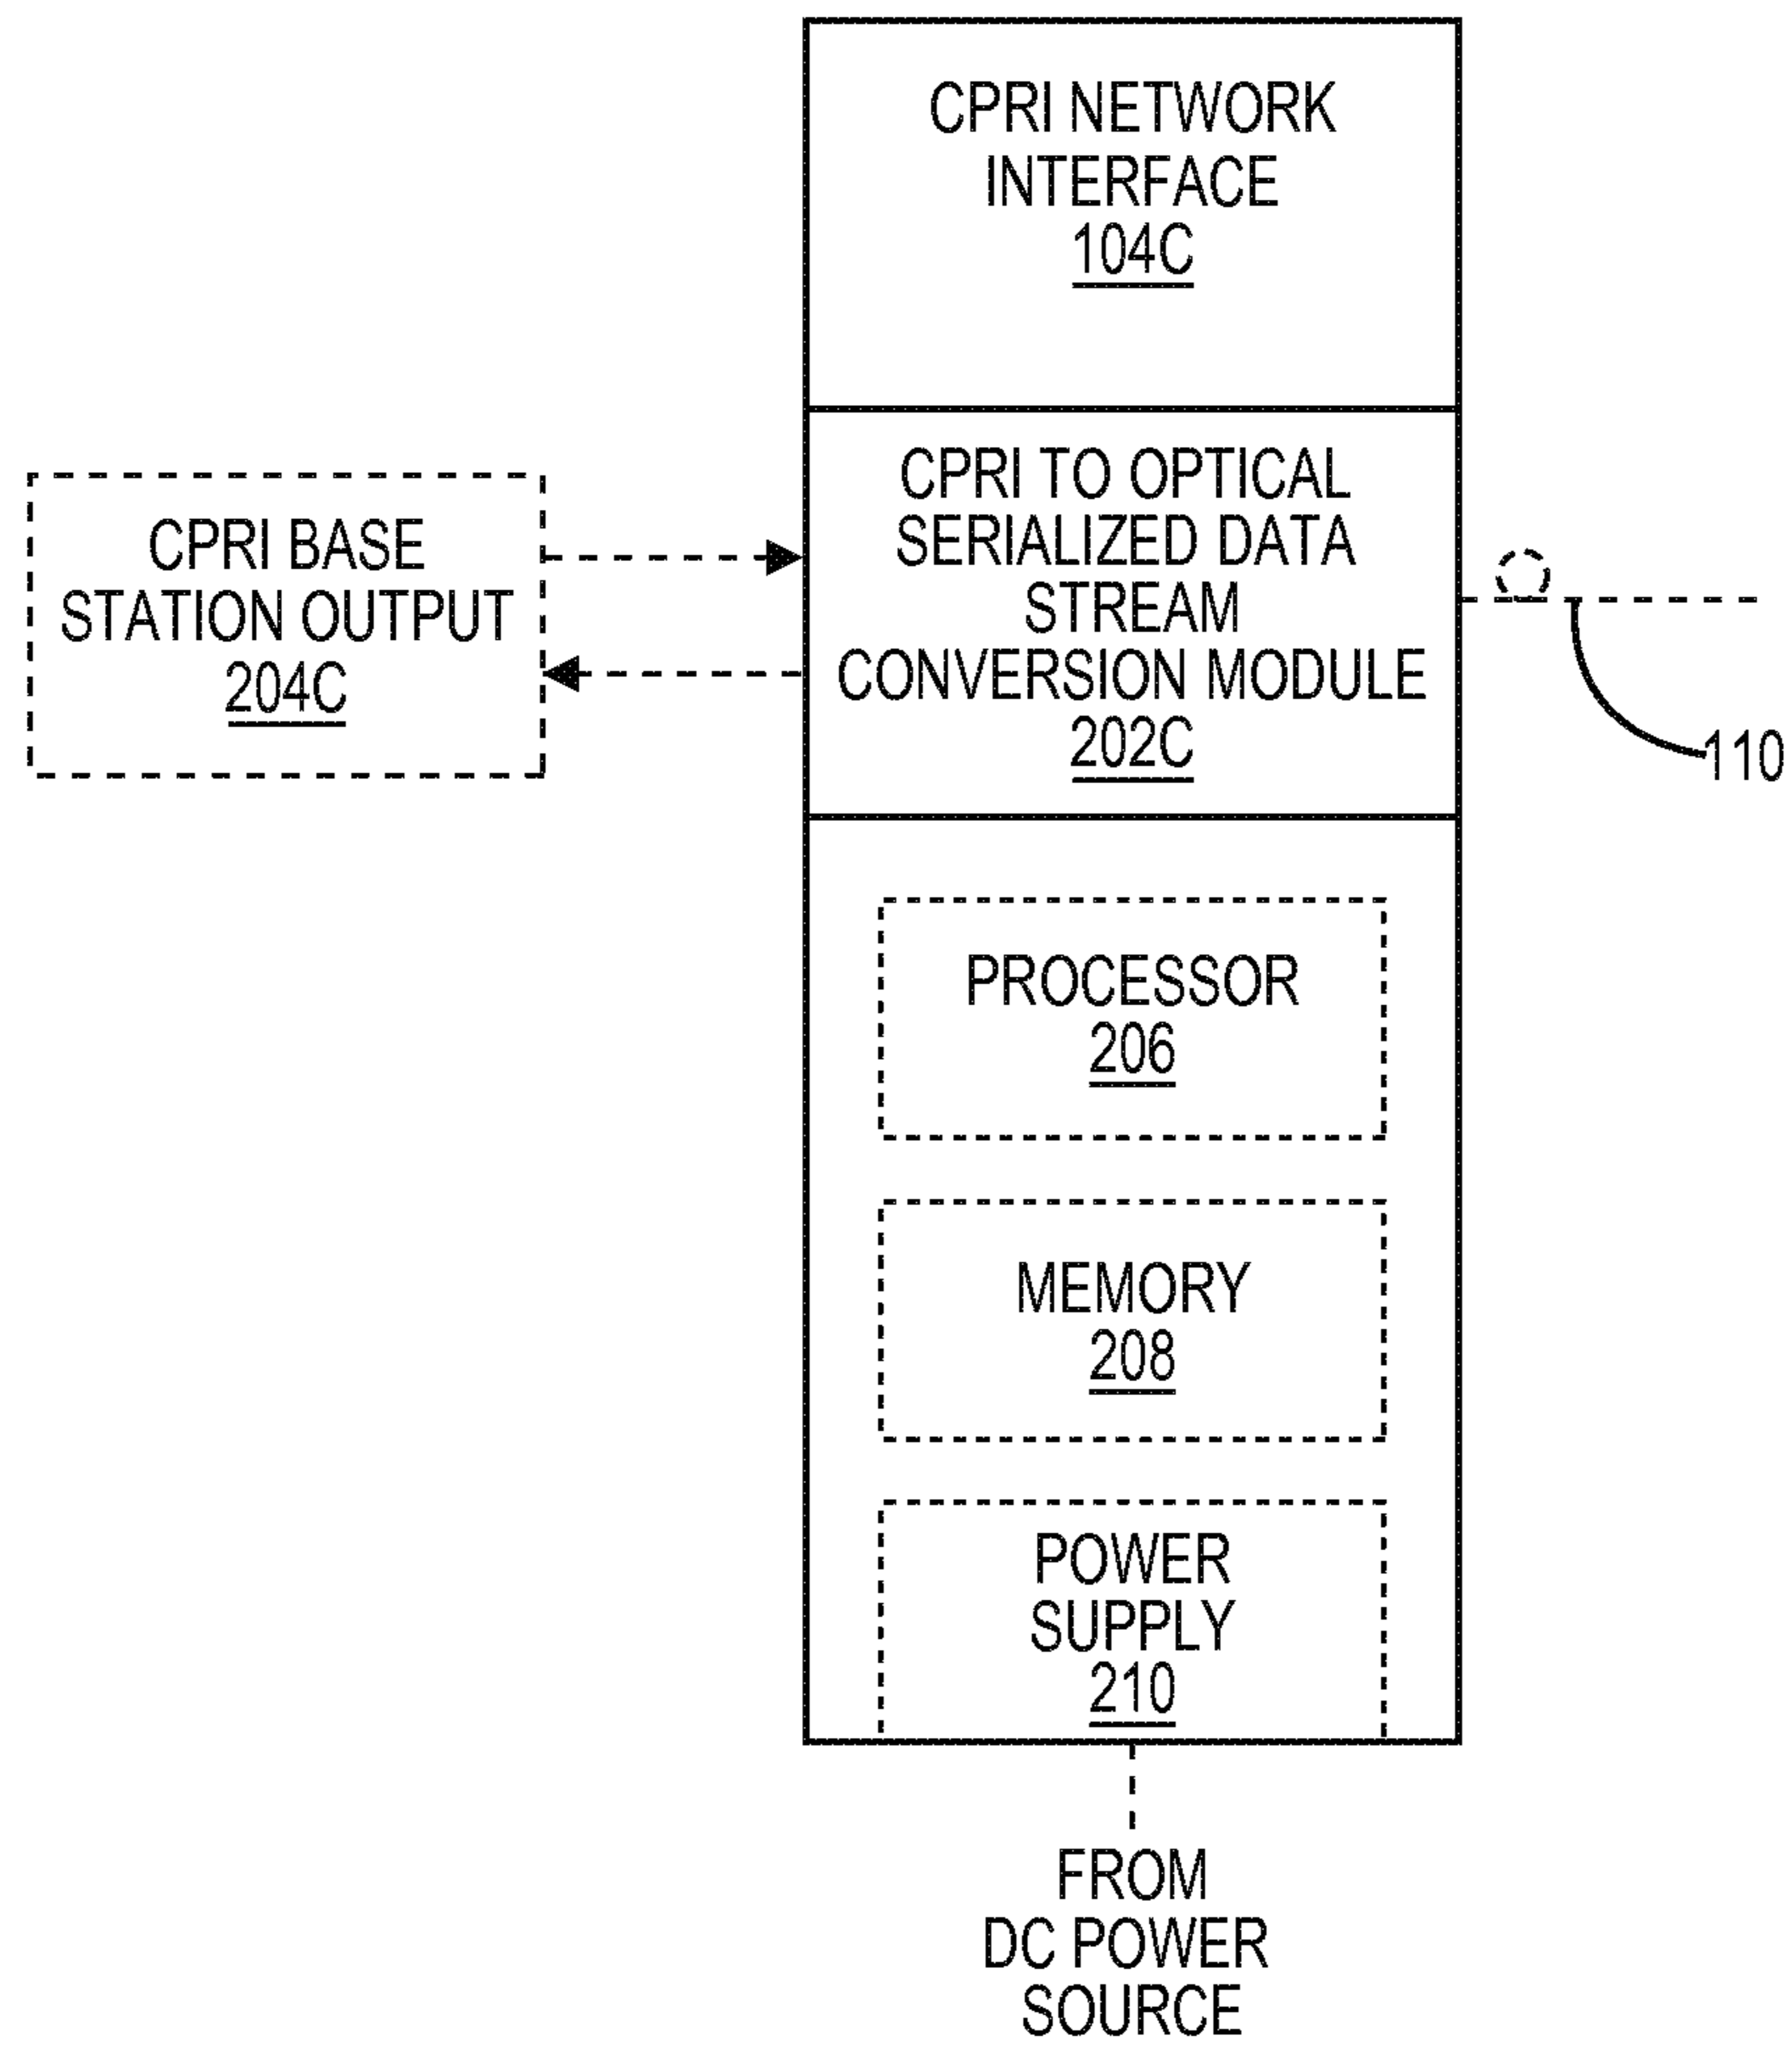 CPRI NETWORK
INTERFACE
104C
CPRI BASE
STATION OUTPUT
204C
CPRI TO OPTICAL
SERIALIZED DATA
STREAM
CONVERSION MODULE
202C
110
PROCESSOR
206
MEMORY
208
POWER
SUPPLY
210
FROM
DC POWER
SOURCE